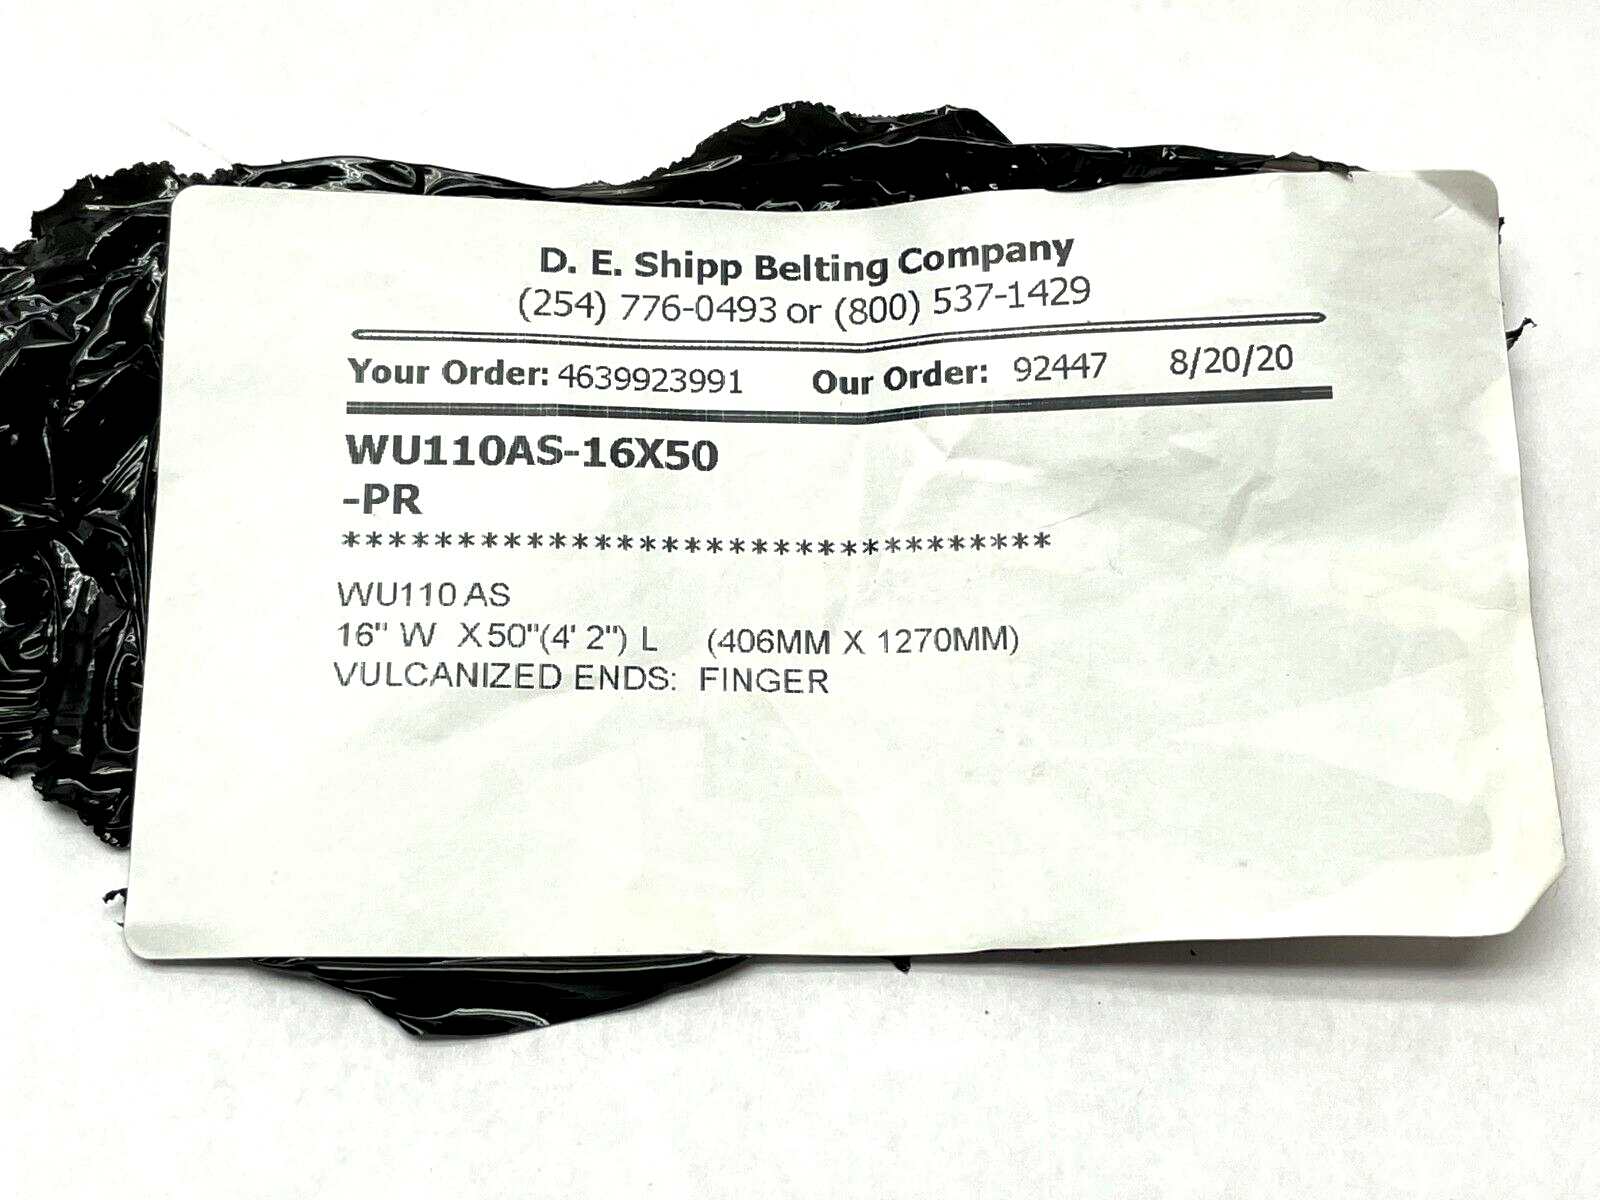 D. E. Shipp Belting Company
(254) 776-0493 or (800) 537-1429
Your Order: 4639923991 Our Order: 92447 8/20/20
WU110AS-16X50
-PR
*******************************
WU110 AS
16" W X 50"(4' 2") L (406MM X 1270MM)
VULCANIZED ENDS: FINGER